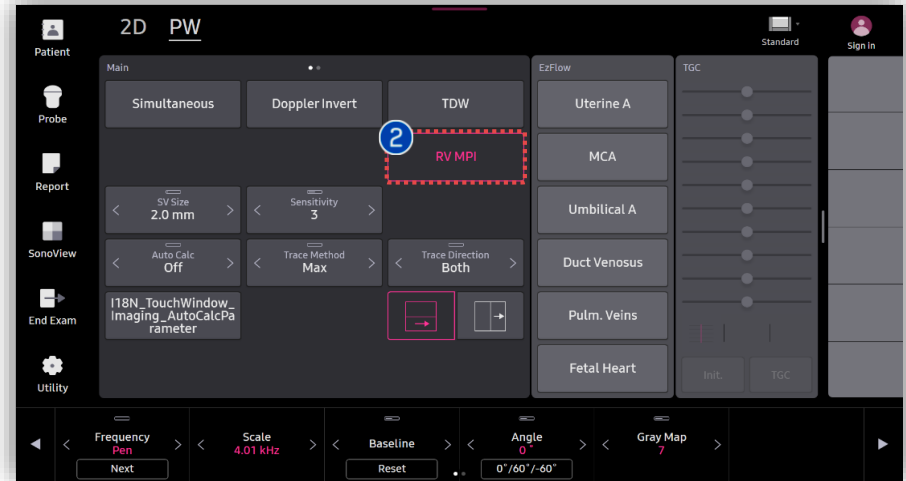 2D PW
Standard
Sign in
Patient
Probe
Report
SonoView
End Exam
Utility
Main
Simultaneous
Doppler Invert
TDW
2
RV MPI
SV Size
2.0 mm
Sensitivity
3
Auto Calc
Off
Trace Method
Max
Trace Direction
Both
I18N_TouchWindow_
Imaging_AutoCalcPa
rameter
EzFlow
Uterine A
MCA
Umbilical A
Duct Venosus
Pulm. Veins
Fetal Heart
TGC
Init.
TGC
Frequency
Pen
Next
Scale
4.01 kHz
Baseline
Reset
Angle
0˚
0˚/60˚/-60˚
Gray Map
7